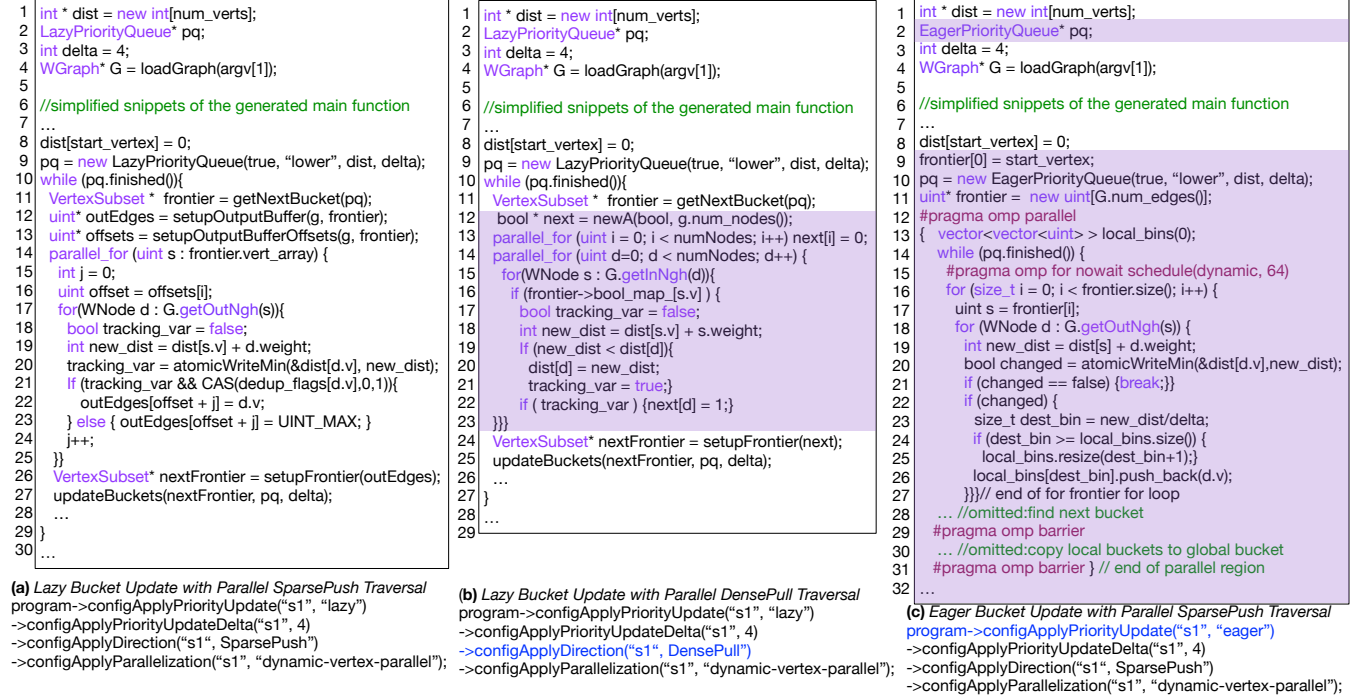 1 int * dist = new int[num_verts];
2 LazyPriorityQueue* pq;
3 int delta = 4;
4 WGraph* G = loadGraph(argv[1]);
5
6 //simplified snippets of the generated main function
7 …
8 dist[start_vertex] = 0;
9 pq = new LazyPriorityQueue(true, “lower”, dist, delta);
10 while (pq.finished()){
11 VertexSubset * frontier = getNextBucket(pq);
12 uint* outEdges = setupOutputBuffer(g, frontier);
13 uint* offsets = setupOutputBufferOffsets(g, frontier);
14 parallel_for (uint s : frontier.vert_array) {
15 int j = 0;
16 uint offset = offsets[i];
17 for(WNode d : G.getOutNgh(s)){
18 bool tracking_var = false;
19 int new_dist = dist[s.v] + d.weight;
20 tracking_var = atomicWriteMin(&dist[d.v], new_dist);
21 If (tracking_var && CAS(dedup_flags[d.v],0,1)){
22 outEdges[offset + j] = d.v;
23 } else { outEdges[offset + j] = UINT_MAX; }
24 j++;
25 }}
26 VertexSubset* nextFrontier = setupFrontier(outEdges);
27 updateBuckets(nextFrontier, pq, delta);
28 …
29 }
30 …
(a) Lazy Bucket Update with Parallel SparsePush Traversal
program->configApplyPriorityUpdate(“s1”, “lazy”)
->configApplyPriorityUpdateDelta(“s1”, 4)
->configApplyDirection(“s1“, SparsePush”)
->configApplyParallelization(“s1”, “dynamic-vertex-parallel”);
1 int * dist = new int[num_verts];
2 LazyPriorityQueue* pq;
3 int delta = 4;
4 WGraph* G = loadGraph(argv[1]);
5
6 //simplified snippets of the generated main function
7 …
8 dist[start_vertex] = 0;
9 pq = new LazyPriorityQueue(true, “lower”, dist, delta);
10 while (pq.finished()){
11 VertexSubset * frontier = getNextBucket(pq);
12 bool * next = newA(bool, g.num_nodes());
13 parallel_for (uint i = 0; i < numNodes; i++) next[i] = 0;
14 parallel_for (uint d=0; d < numNodes; d++) {
15 for(WNode s : G.getInNgh(d)){
16 if (frontier->bool_map_[s.v] ) {
17 bool tracking_var = false;
18 int new_dist = dist[s.v] + s.weight;
19 If (new_dist < dist[d]){
20 dist[d] = new_dist;
21 tracking_var = true;}
22 if ( tracking_var ) {next[d] = 1;}
23 }}}
24 VertexSubset* nextFrontier = setupFrontier(next);
25 updateBuckets(nextFrontier, pq, delta);
26 …
27 }
28 …
29
(b) Lazy Bucket Update with Parallel DensePull Traversal
program->configApplyPriorityUpdate(“s1”, “lazy”)
->configApplyPriorityUpdateDelta(“s1”, 4)
->configApplyDirection(“s1“, DensePull”)
->configApplyParallelization(“s1”, “dynamic-vertex-parallel”);
1 int * dist = new int[num_verts];
2 EagerPriorityQueue* pq;
3 int delta = 4;
4 WGraph* G = loadGraph(argv[1]);
5
6 //simplified snippets of the generated main function
7 …
8 dist[start_vertex] = 0;
9 frontier[0] = start_vertex;
10 pq = new EagerPriorityQueue(true, “lower”, dist, delta);
11 uint* frontier = new uint[G.num_edges()];
12 #pragma omp parallel
13 { vector<vector<uint> > local_bins(0);
14 while (pq.finished()) {
15 #pragma omp for nowait schedule(dynamic, 64)
16 for (size_t i = 0; i < frontier.size(); i++) {
17 uint s = frontier[i];
18 for (WNode d : G.getOutNgh(s)) {
19 int new_dist = dist[s] + d.weight;
20 bool changed = atomicWriteMin(&dist[d.v],new_dist);
21 if (changed == false) {break;}}
22 if (changed) {
23 size_t dest_bin = new_dist/delta;
24 if (dest_bin >= local_bins.size()) {
25 local_bins.resize(dest_bin+1);}
26 local_bins[dest_bin].push_back(d.v);
27 }}}// end of for frontier for loop
28 … //omitted:find next bucket
29 #pragma omp barrier
30 … //omitted:copy local buckets to global bucket
31 #pragma omp barrier } // end of parallel region
32 …
(c) Eager Bucket Update with Parallel SparsePush Traversal
program->configApplyPriorityUpdate(“s1”, “eager”)
->configApplyPriorityUpdateDelta(“s1”, 4)
->configApplyDirection(“s1“, SparsePush”)
->configApplyParallelization(“s1”, “dynamic-vertex-parallel”);